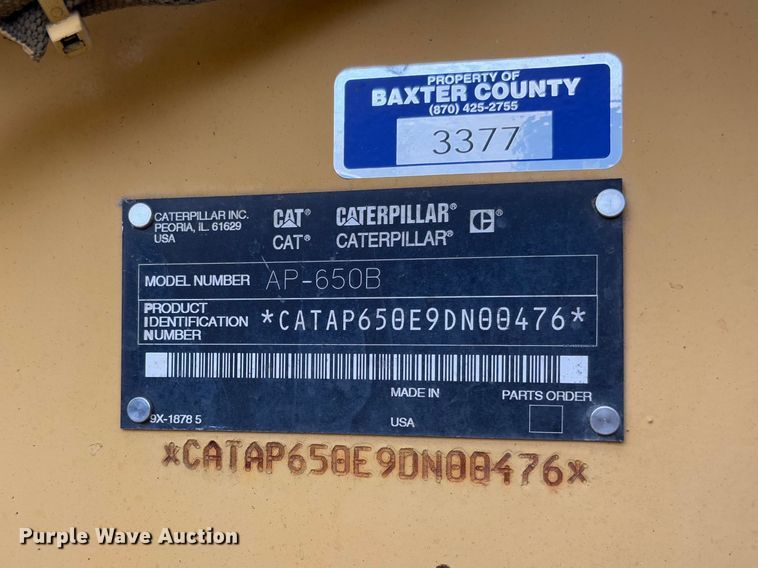 PROPERTY OF
BAXTER COUNTY
(870) 425-2755
3377
CATERPILLAR INC.
PEORIA, IL 61629
USA
CAT® CATERPILLAR®
CAT® CATERPILLAR®
MODEL NUMBER AP-650B
PRODUCT
IDENTIFICATION
NUMBER
*CATAP650E9DN00476*
MADE IN
USA
PARTS ORDER
9X-1878 5
*CATAP650E9DN00476*
Purple Wave Auction